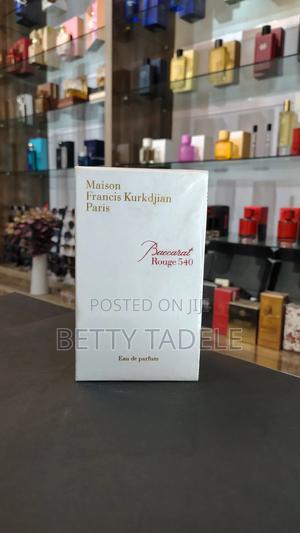 Maison
Francis Kurkdjian
Paris
Baccarat
Rouge 540
POSTED ON JIJI
BETTY TADELE
Eau de parfum